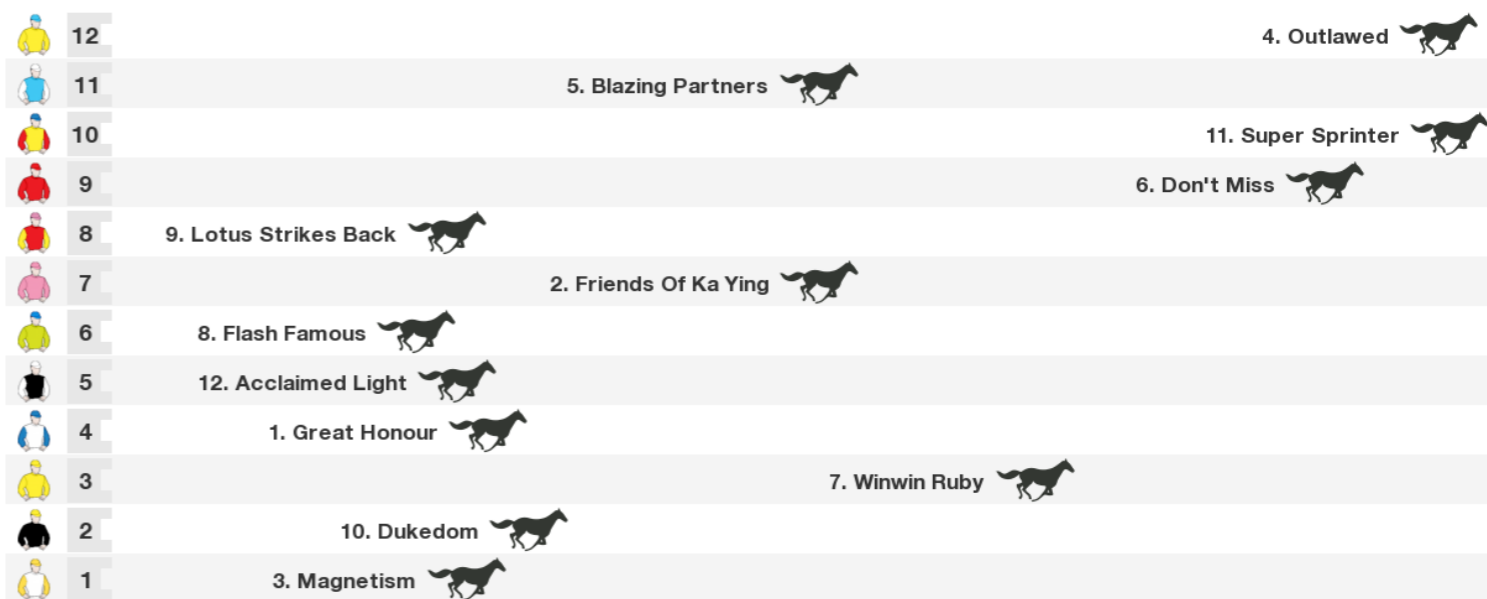 12 4. Outlawed
11 5. Blazing Partners
10 11. Super Sprinter
9 6. Don't Miss
8 9. Lotus Strikes Back
7 2. Friends Of Ka Ying
6 8. Flash Famous
5 12. Acclaimed Light
4 1. Great Honour
3 7. Winwin Ruby
2 10. Dukedom
1 3. Magnetism